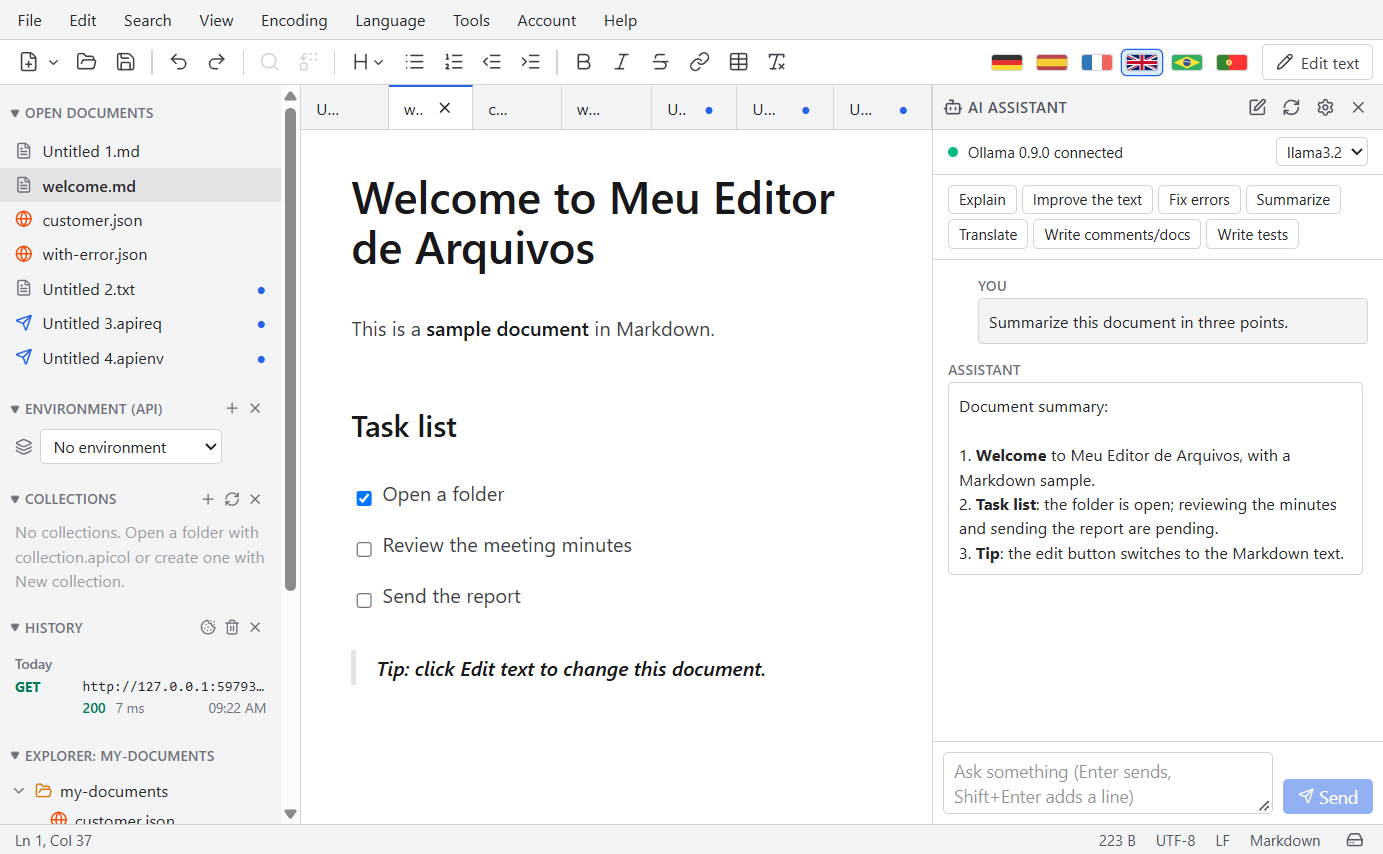 File Edit Search View Encoding Language Tools Account Help
H B I S Edit text
OPEN DOCUMENTS
Untitled 1.md
welcome.md
customer.json
with-error.json
Untitled 2.txt
Untitled 3.apireq
Untitled 4.apienv
ENVIRONMENT (API)
No environment
COLLECTIONS
No collections. Open a folder with
collection.apicol or create one with
New collection.
HISTORY
Today
GET http://127.0.0.1:59793…
200 7 ms 09:22 AM
EXPLORER: MY-DOCUMENTS
my-documents
customer.json
U... w.. c... w... U.. U... U...
Welcome to Meu Editor
de Arquivos
This is a sample document in Markdown.
Task list
Open a folder
Review the meeting minutes
Send the report
Tip: click Edit text to change this document.
AI ASSISTANT
Ollama 0.9.0 connected llama3.2
Explain Improve the text Fix errors Summarize
Translate Write comments/docs Write tests
YOU
Summarize this document in three points.
ASSISTANT
Document summary:
1. Welcome to Meu Editor de Arquivos, with a
Markdown sample.
2. Task list: the folder is open; reviewing the minutes
and sending the report are pending.
3. Tip: the edit button switches to the Markdown text.
Ask something (Enter sends,
Shift+Enter adds a line)
Send
Ln 1, Col 37 223 B UTF-8 LF Markdown